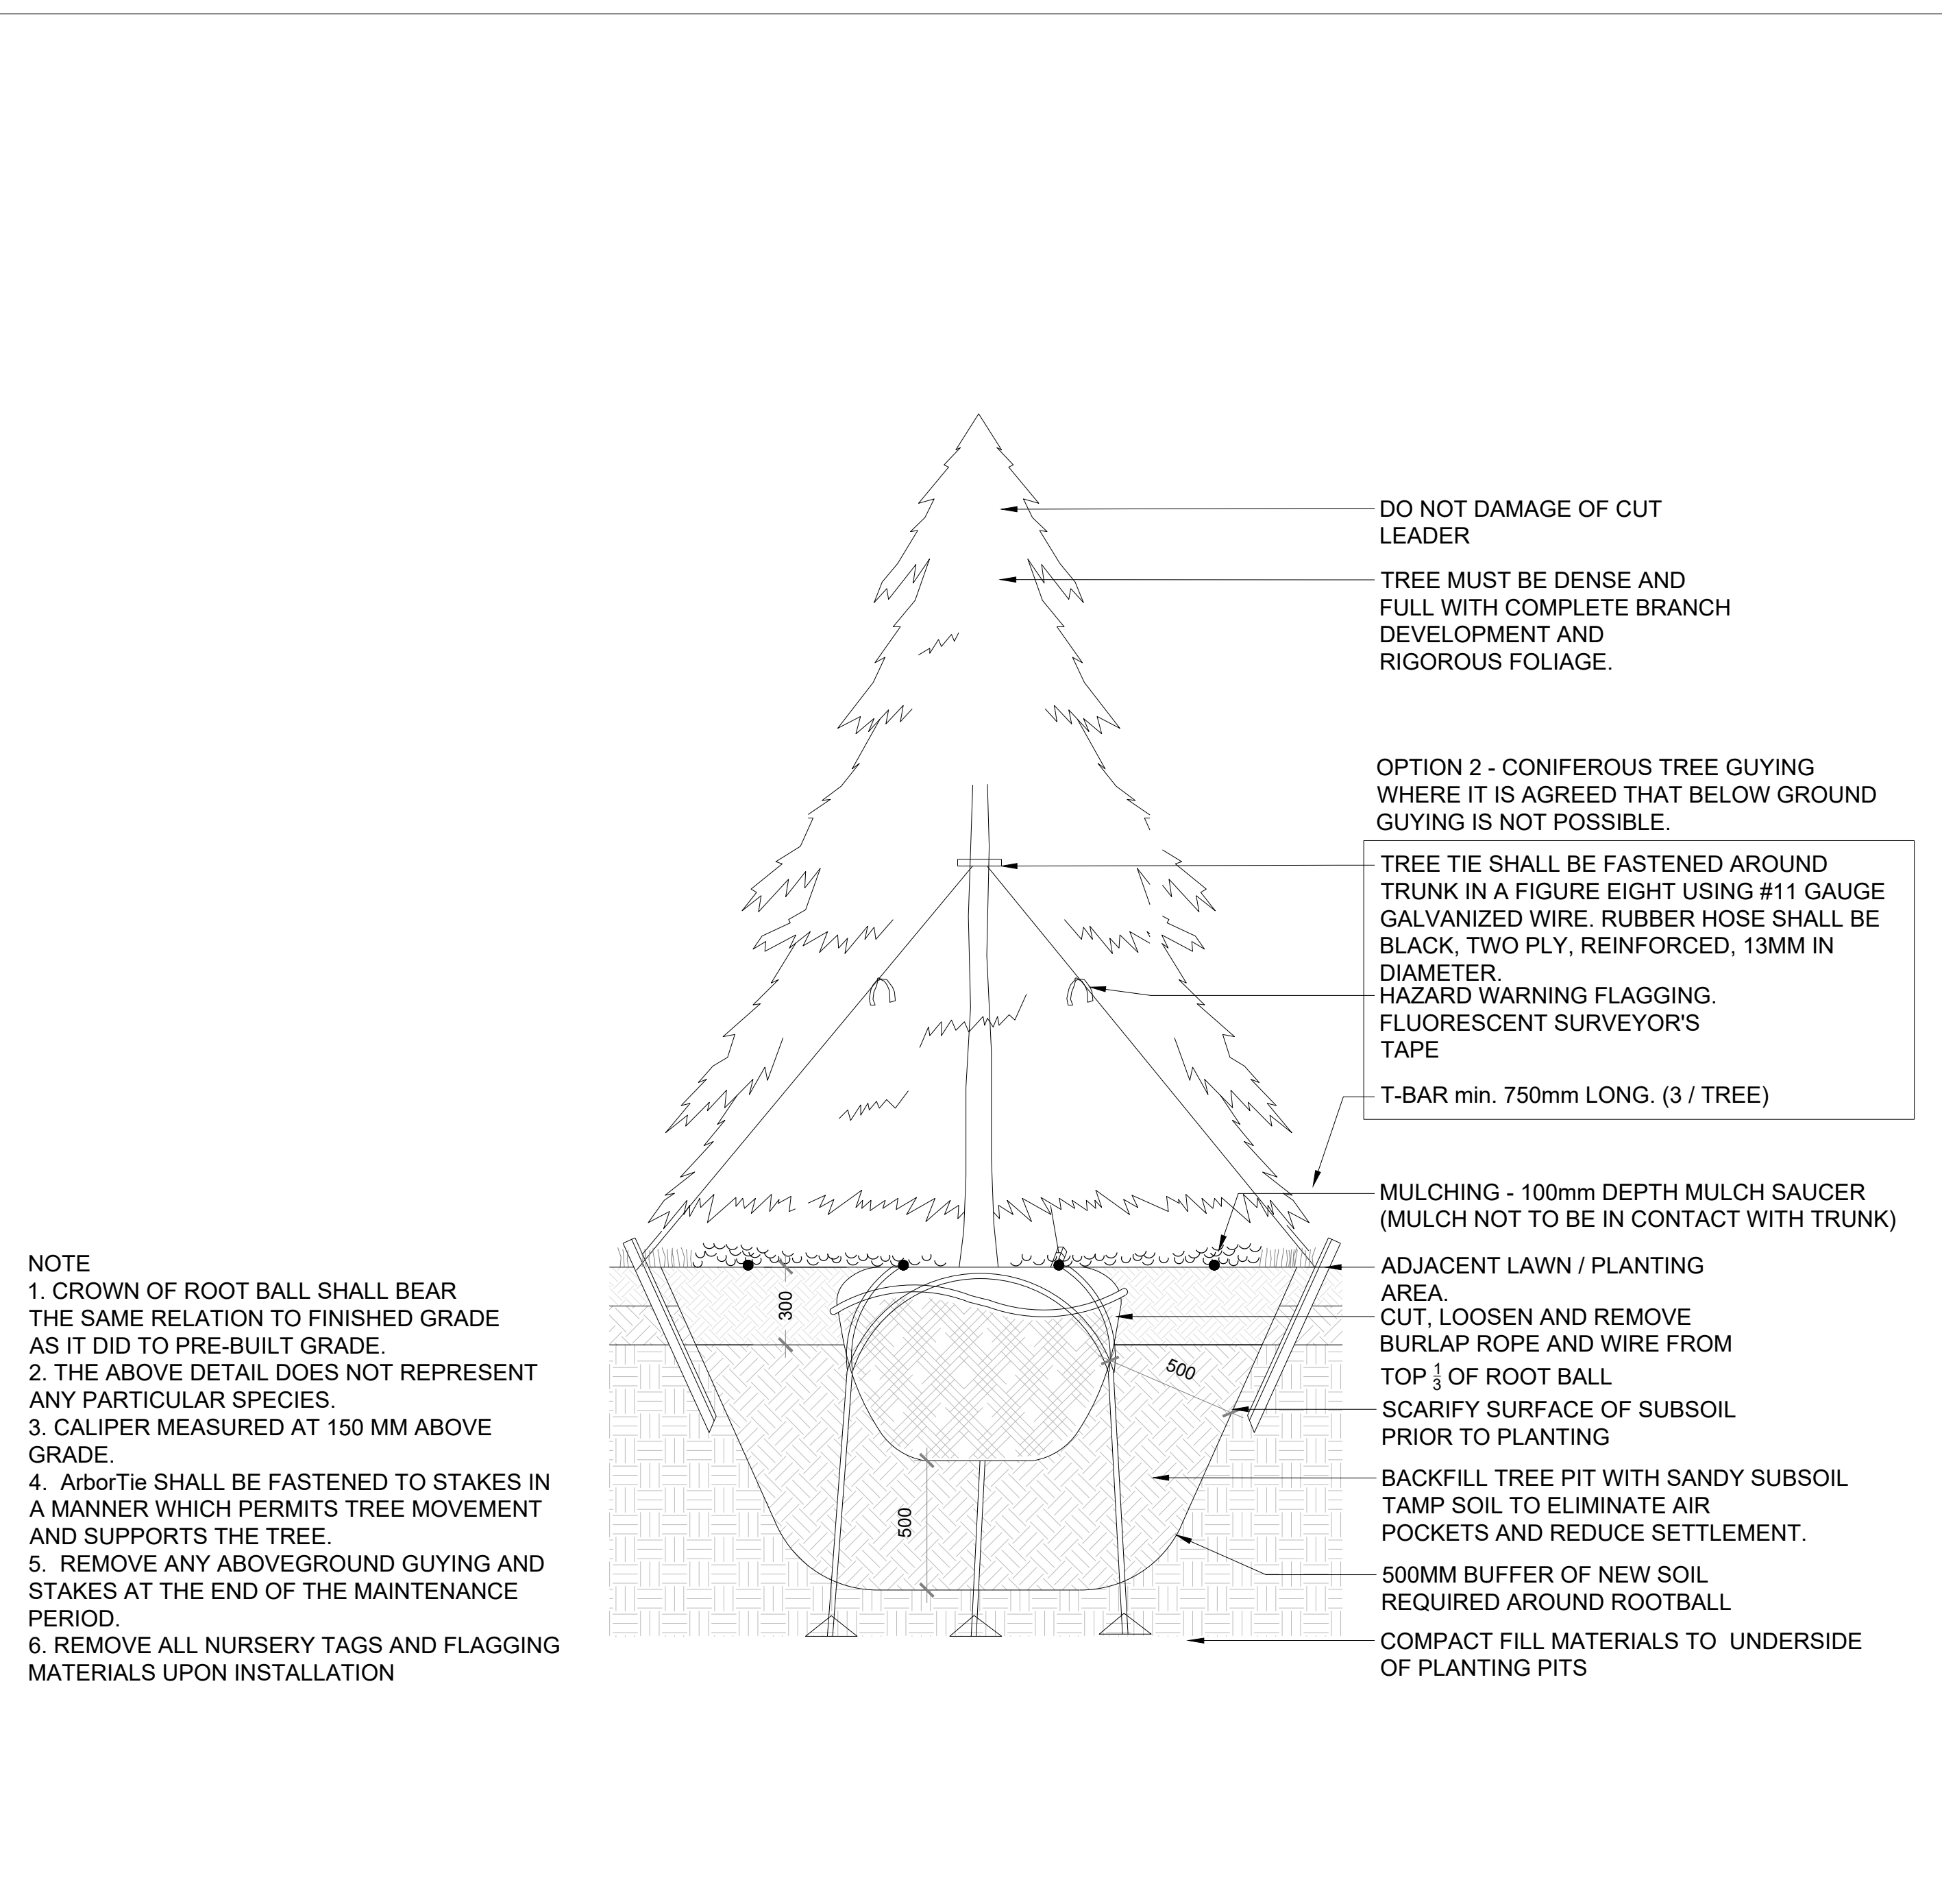 DO NOT DAMAGE OF CUT
LEADER
TREE MUST BE DENSE AND
FULL WITH COMPLETE BRANCH
DEVELOPMENT AND
RIGOROUS FOLIAGE.
OPTION 2 - CONIFEROUS TREE GUYING
WHERE IT IS AGREED THAT BELOW GROUND
GUYING IS NOT POSSIBLE.
TREE TIE SHALL BE FASTENED AROUND
TRUNK IN A FIGURE EIGHT USING #11 GAUGE
GALVANIZED WIRE. RUBBER HOSE SHALL BE
BLACK, TWO PLY, REINFORCED, 13MM IN
DIAMETER.
HAZARD WARNING FLAGGING.
FLUORESCENT SURVEYOR'S
TAPE
T-BAR min. 750mm LONG. (3 / TREE)
MULCHING - 100mm DEPTH MULCH SAUCER
(MULCH NOT TO BE IN CONTACT WITH TRUNK)
ADJACENT LAWN / PLANTING
AREA.
CUT, LOOSEN AND REMOVE
BURLAP ROPE AND WIRE FROM
TOP 1/3 OF ROOT BALL
SCARIFY SURFACE OF SUBSOIL
PRIOR TO PLANTING
BACKFILL TREE PIT WITH SANDY SUBSOIL
TAMP SOIL TO ELIMINATE AIR
POCKETS AND REDUCE SETTLEMENT.
500MM BUFFER OF NEW SOIL
REQUIRED AROUND ROOTBALL
COMPACT FILL MATERIALS TO  UNDERSIDE
OF PLANTING PITS
300
500
500
NOTE
1. CROWN OF ROOT BALL SHALL BEAR
THE SAME RELATION TO FINISHED GRADE
AS IT DID TO PRE-BUILT GRADE.
2. THE ABOVE DETAIL DOES NOT REPRESENT
ANY PARTICULAR SPECIES.
3. CALIPER MEASURED AT 150 MM ABOVE
GRADE.
4.  ArborTie SHALL BE FASTENED TO STAKES IN
A MANNER WHICH PERMITS TREE MOVEMENT
AND SUPPORTS THE TREE.
5.  REMOVE ANY ABOVEGROUND GUYING AND
STAKES AT THE END OF THE MAINTENANCE
PERIOD.
6. REMOVE ALL NURSERY TAGS AND FLAGGING
MATERIALS UPON INSTALLATION